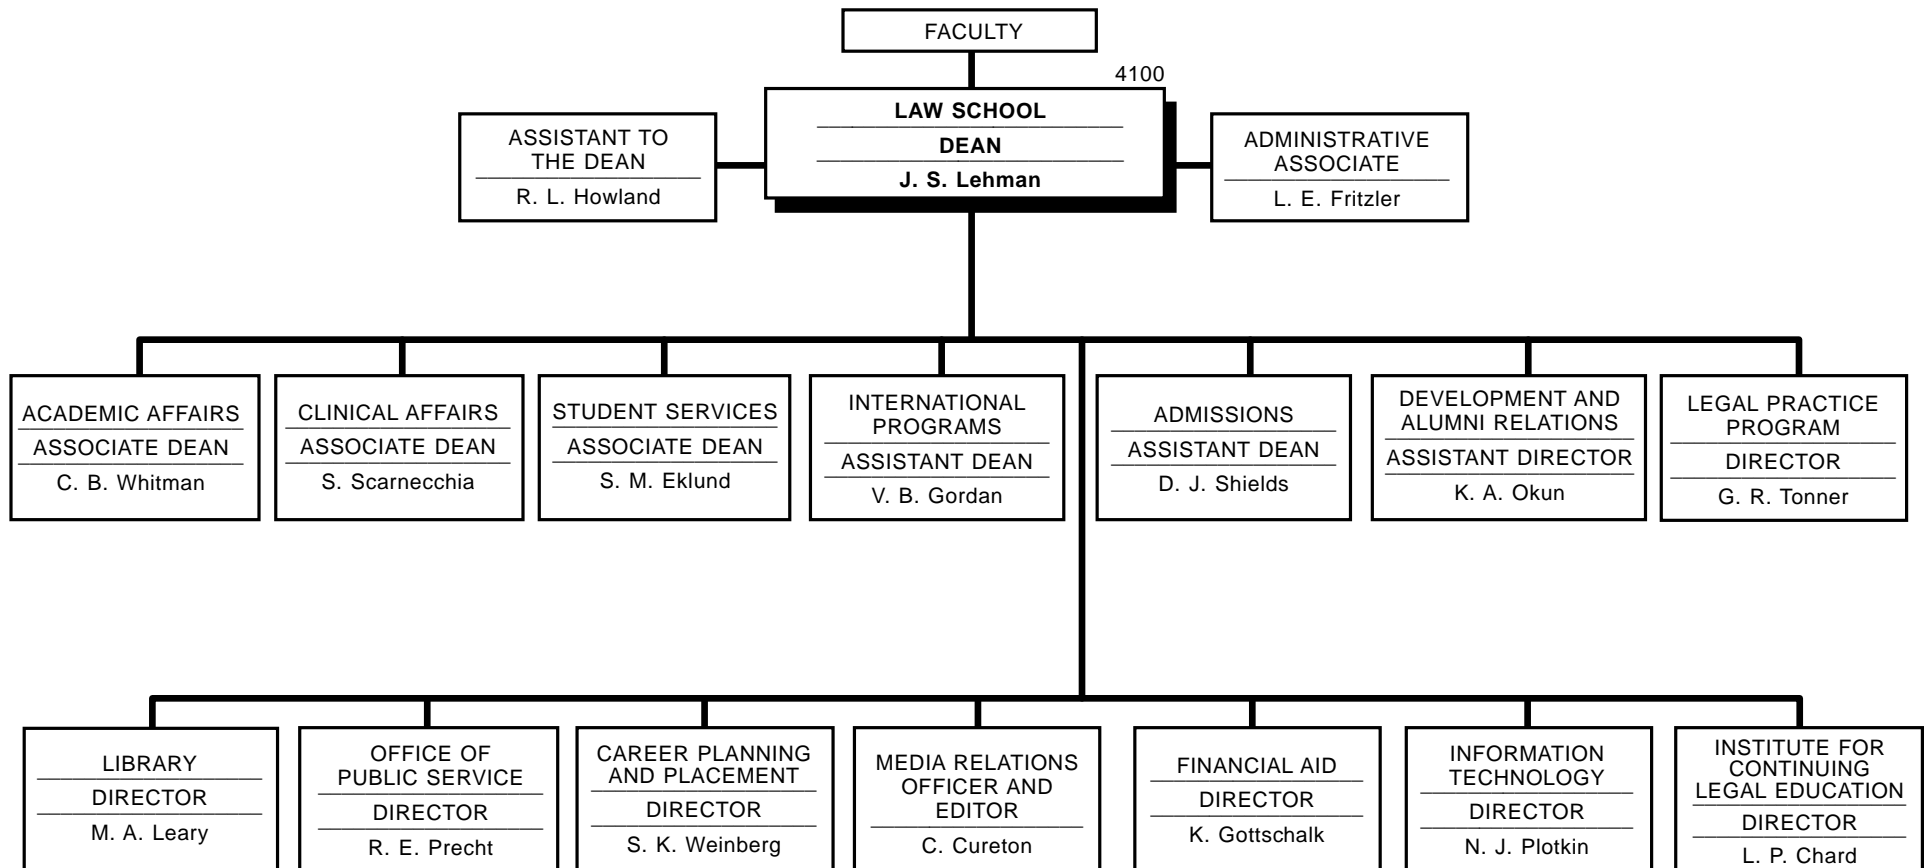 FACULTY
4100
LAW SCHOOL
DEAN
J. S. Lehman
ASSISTANT TO
THE DEAN
R. L. Howland
ADMINISTRATIVE
ASSOCIATE
L. E. Fritzler
ACADEMIC AFFAIRS
ASSOCIATE DEAN
C. B. Whitman
CLINICAL AFFAIRS
ASSOCIATE DEAN
S. Scarnecchia
STUDENT SERVICES
ASSOCIATE DEAN
S. M. Eklund
INTERNATIONAL
PROGRAMS
ASSISTANT DEAN
V. B. Gordan
ADMISSIONS
ASSISTANT DEAN
D. J. Shields
DEVELOPMENT AND
ALUMNI RELATIONS
ASSISTANT DIRECTOR
K. A. Okun
LEGAL PRACTICE
PROGRAM
DIRECTOR
G. R. Tonner
LIBRARY
DIRECTOR
M. A. Leary
OFFICE OF
PUBLIC SERVICE
DIRECTOR
R. E. Precht
CAREER PLANNING
AND PLACEMENT
DIRECTOR
S. K. Weinberg
MEDIA RELATIONS
OFFICER AND
EDITOR
C. Cureton
FINANCIAL AID
DIRECTOR
K. Gottschalk
INFORMATION
TECHNOLOGY
DIRECTOR
N. J. Plotkin
INSTITUTE FOR
CONTINUING
LEGAL EDUCATION
DIRECTOR
L. P. Chard